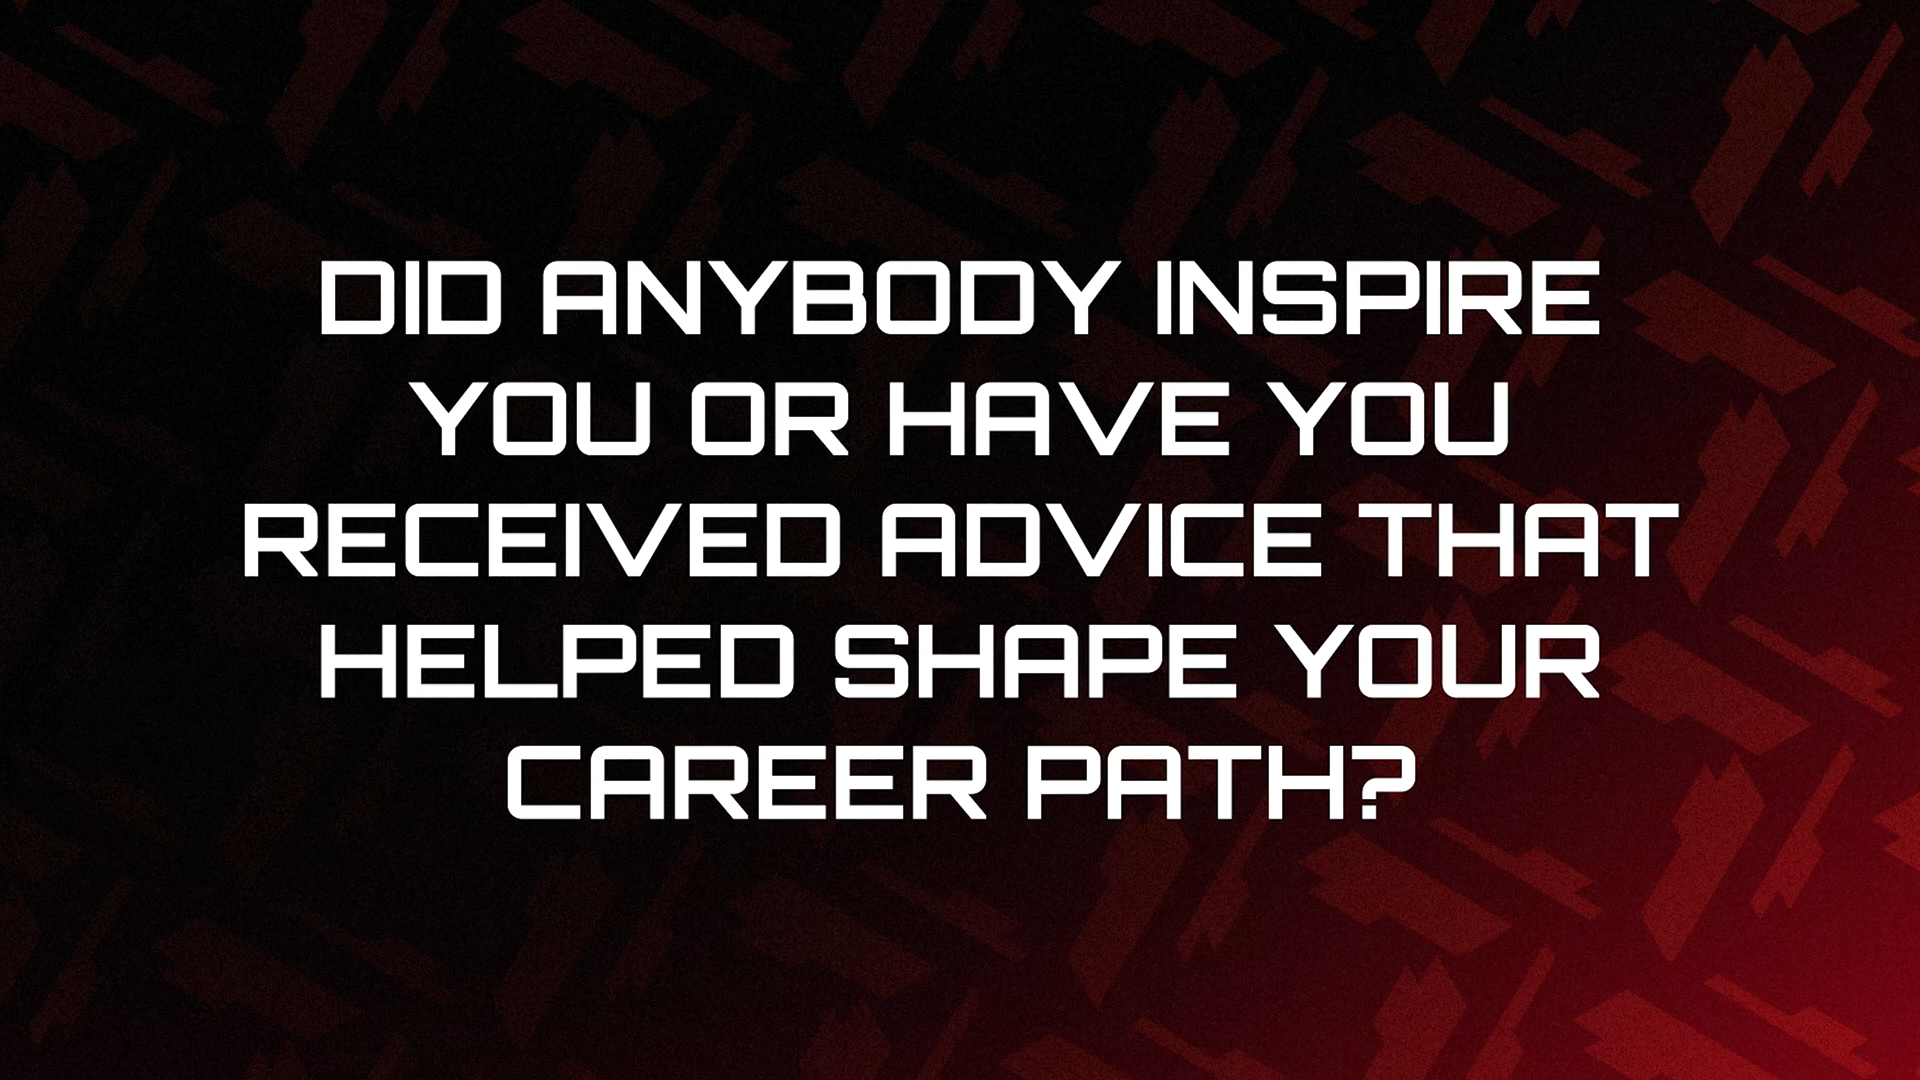 DID ANYBODY INSPIRE
YOU OR HAVE YOU
RECEIVED ADVICE THAT
HELPED SHAPE YOUR
CAREER PATH?